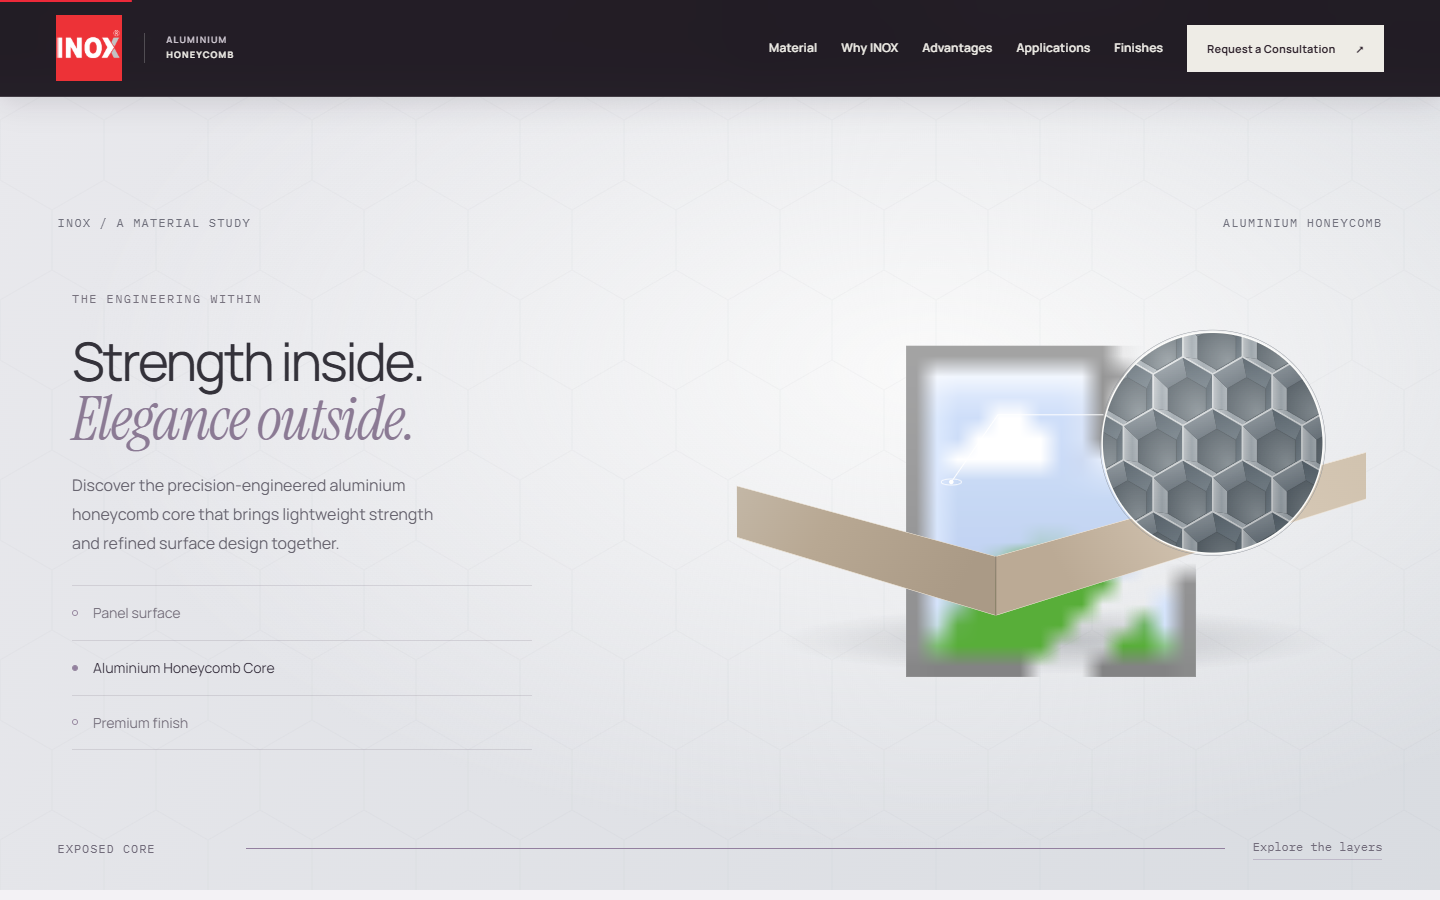 INOX®
ALUMINIUM
HONEYCOMB
Material
Why INOX
Advantages
Applications
Finishes
Request a Consultation ↗
INOX / A MATERIAL STUDY
ALUMINIUM HONEYCOMB
THE ENGINEERING WITHIN
Strength inside.
Elegance outside.
Discover the precision-engineered aluminium
honeycomb core that brings lightweight strength
and refined surface design together.
Panel surface
Aluminium Honeycomb Core
Premium finish
EXPOSED CORE
Explore the layers